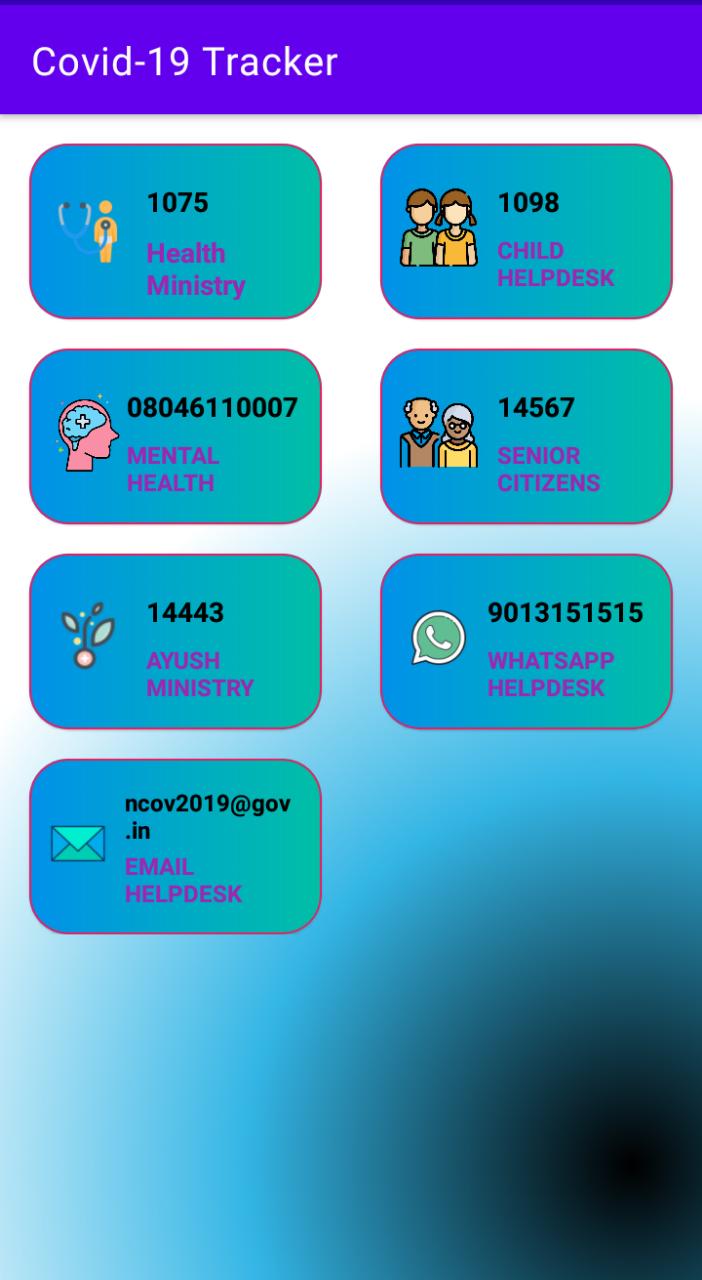 Covid-19 Tracker
1075
Health
Ministry
1098
CHILD
HELPDESK
08046110007
MENTAL
HEALTH
14567
SENIOR
CITIZENS
14443
AYUSH
MINISTRY
9013151515
WHATSAPP
HELPDESK
ncov2019@gov
.in
EMAIL
HELPDESK